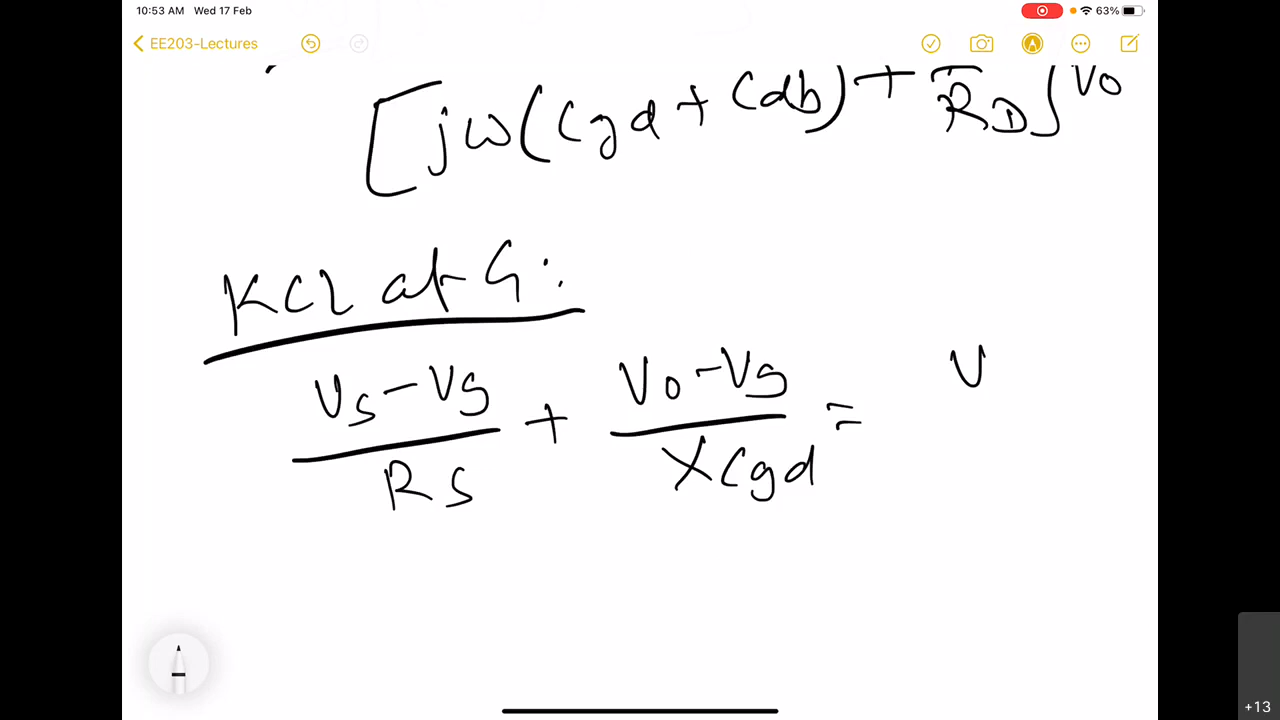 10:53 AM Wed 17 Feb 63%
EE203-Lectures
[jω(Cgd + Cdb) + 1/RD] Vo
KCL at G:
(Vs - Vg)/Rs + (Vo - Vg)/XCgd = V
+13